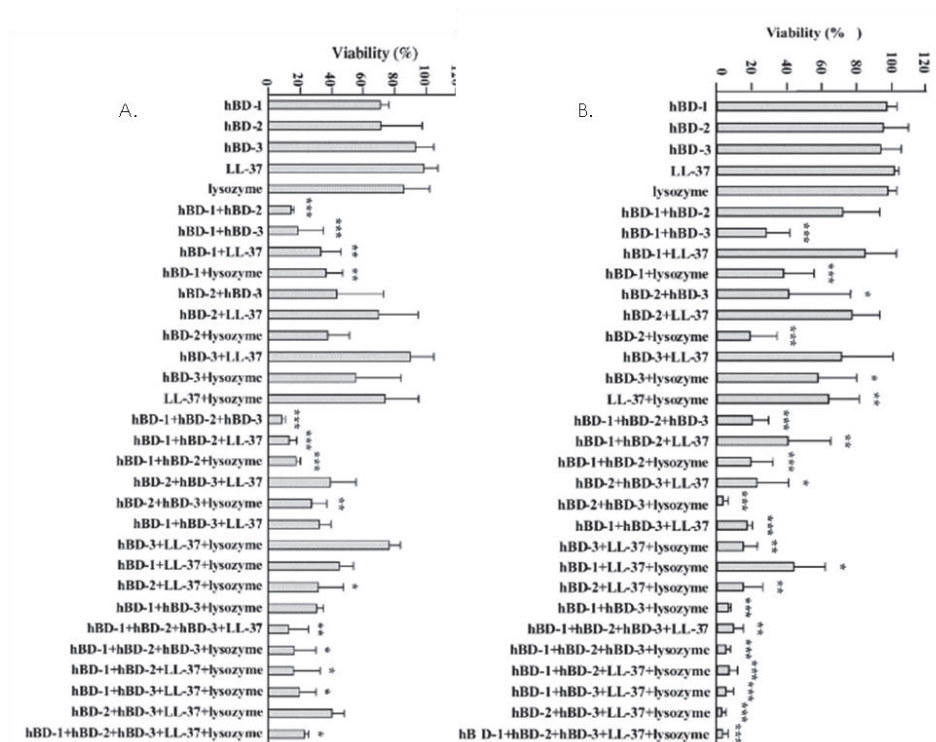 Viability (%)
0 20 40 60 80 100
A.
hBD-1
hBD-2
hBD-3
LL-37
lysozyme
hBD-1+hBD-2 ***
hBD-1+hBD-3 ***
hBD-1+LL-37 **
hBD-1+lysozyme **
hBD-2+hBD-3
hBD-2+LL-37
hBD-2+lysozyme
hBD-3+LL-37
hBD-3+lysozyme
LL-37+lysozyme
hBD-1+hBD-2+hBD-3 ***
hBD-1+hBD-2+LL-37 ***
hBD-1+hBD-2+lysozyme ***
hBD-2+hBD-3+LL-37
hBD-2+hBD-3+lysozyme **
hBD-1+hBD-3+LL-37
hBD-3+LL-37+lysozyme
hBD-1+LL-37+lysozyme
hBD-2+LL-37+lysozyme *
hBD-1+hBD-3+lysozyme
hBD-1+hBD-2+hBD-3+LL-37 **
hBD-1+hBD-2+hBD-3+lysozyme *
hBD-1+hBD-2+LL-37+lysozyme *
hBD-1+hBD-3+LL-37+lysozyme *
hBD-2+hBD-3+LL-37+lysozyme
hBD-1+hBD-2+hBD-3+LL-37+lysozyme *
Viability (% )
0 20 40 60 80 100 120
B.
hBD-1
hBD-2
hBD-3
LL-37
lysozyme
hBD-1+hBD-2
hBD-1+hBD-3 ***
hBD-1+LL-37
hBD-1+lysozyme ***
hBD-2+hBD-3 *
hBD-2+LL-37
hBD-2+lysozyme ***
hBD-3+LL-37
hBD-3+lysozyme *
LL-37+lysozyme **
hBD-1+hBD-2+hBD-3 ***
hBD-1+hBD-2+LL-37 **
hBD-1+hBD-2+lysozyme ***
hBD-2+hBD-3+LL-37 *
hBD-2+hBD-3+lysozyme ***
hBD-1+hBD-3+LL-37 ***
hBD-3+LL-37+lysozyme **
hBD-1+LL-37+lysozyme *
hBD-2+LL-37+lysozyme **
hBD-1+hBD-3+lysozyme ***
hBD-1+hBD-2+hBD-3+LL-37 **
hBD-1+hBD-2+hBD-3+lysozyme ***
hBD-1+hBD-2+LL-37+lysozyme ***
hBD-1+hBD-3+LL-37+lysozyme ***
hBD-2+hBD-3+LL-37+lysozyme ***
hB D-1+hBD-2+hBD-3+LL-37+lysozyme ***